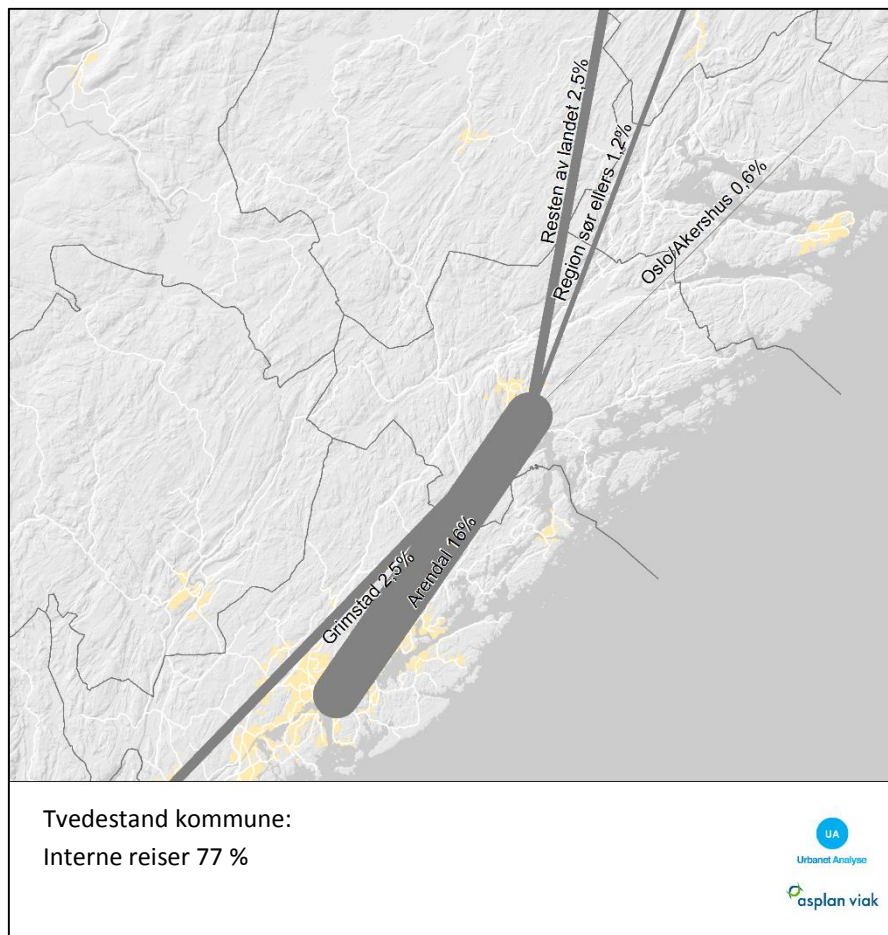 Resten av landet 2,5%
Region sør ellers 1,2%
Oslo/Akershus 0,6%
Grimstad 2,5%
Arendal 16%
Tvedestand kommune:
Interne reiser 77 %
UA
Urbanet Analyse
asplan viak